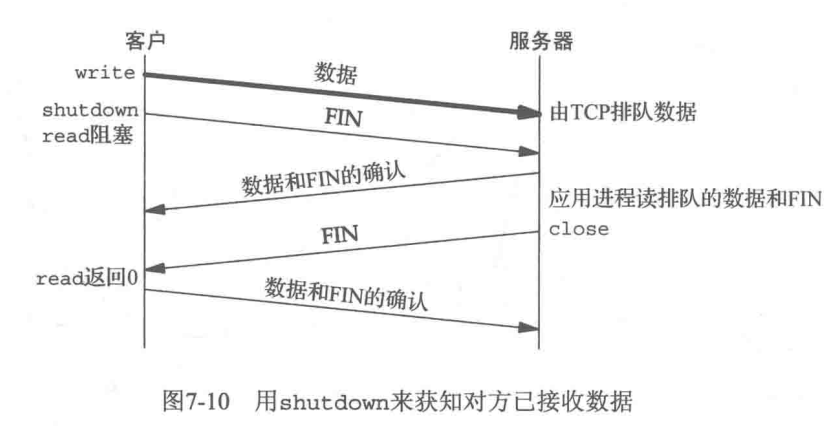 客户
服务器
write
数据
由TCP排队数据
shutdown
FIN
read阻塞
数据和FIN的确认
应用进程读排队的数据和FIN
close
FIN
read返回0
数据和FIN的确认
图7-10 用shutdown来获知对方已接收数据